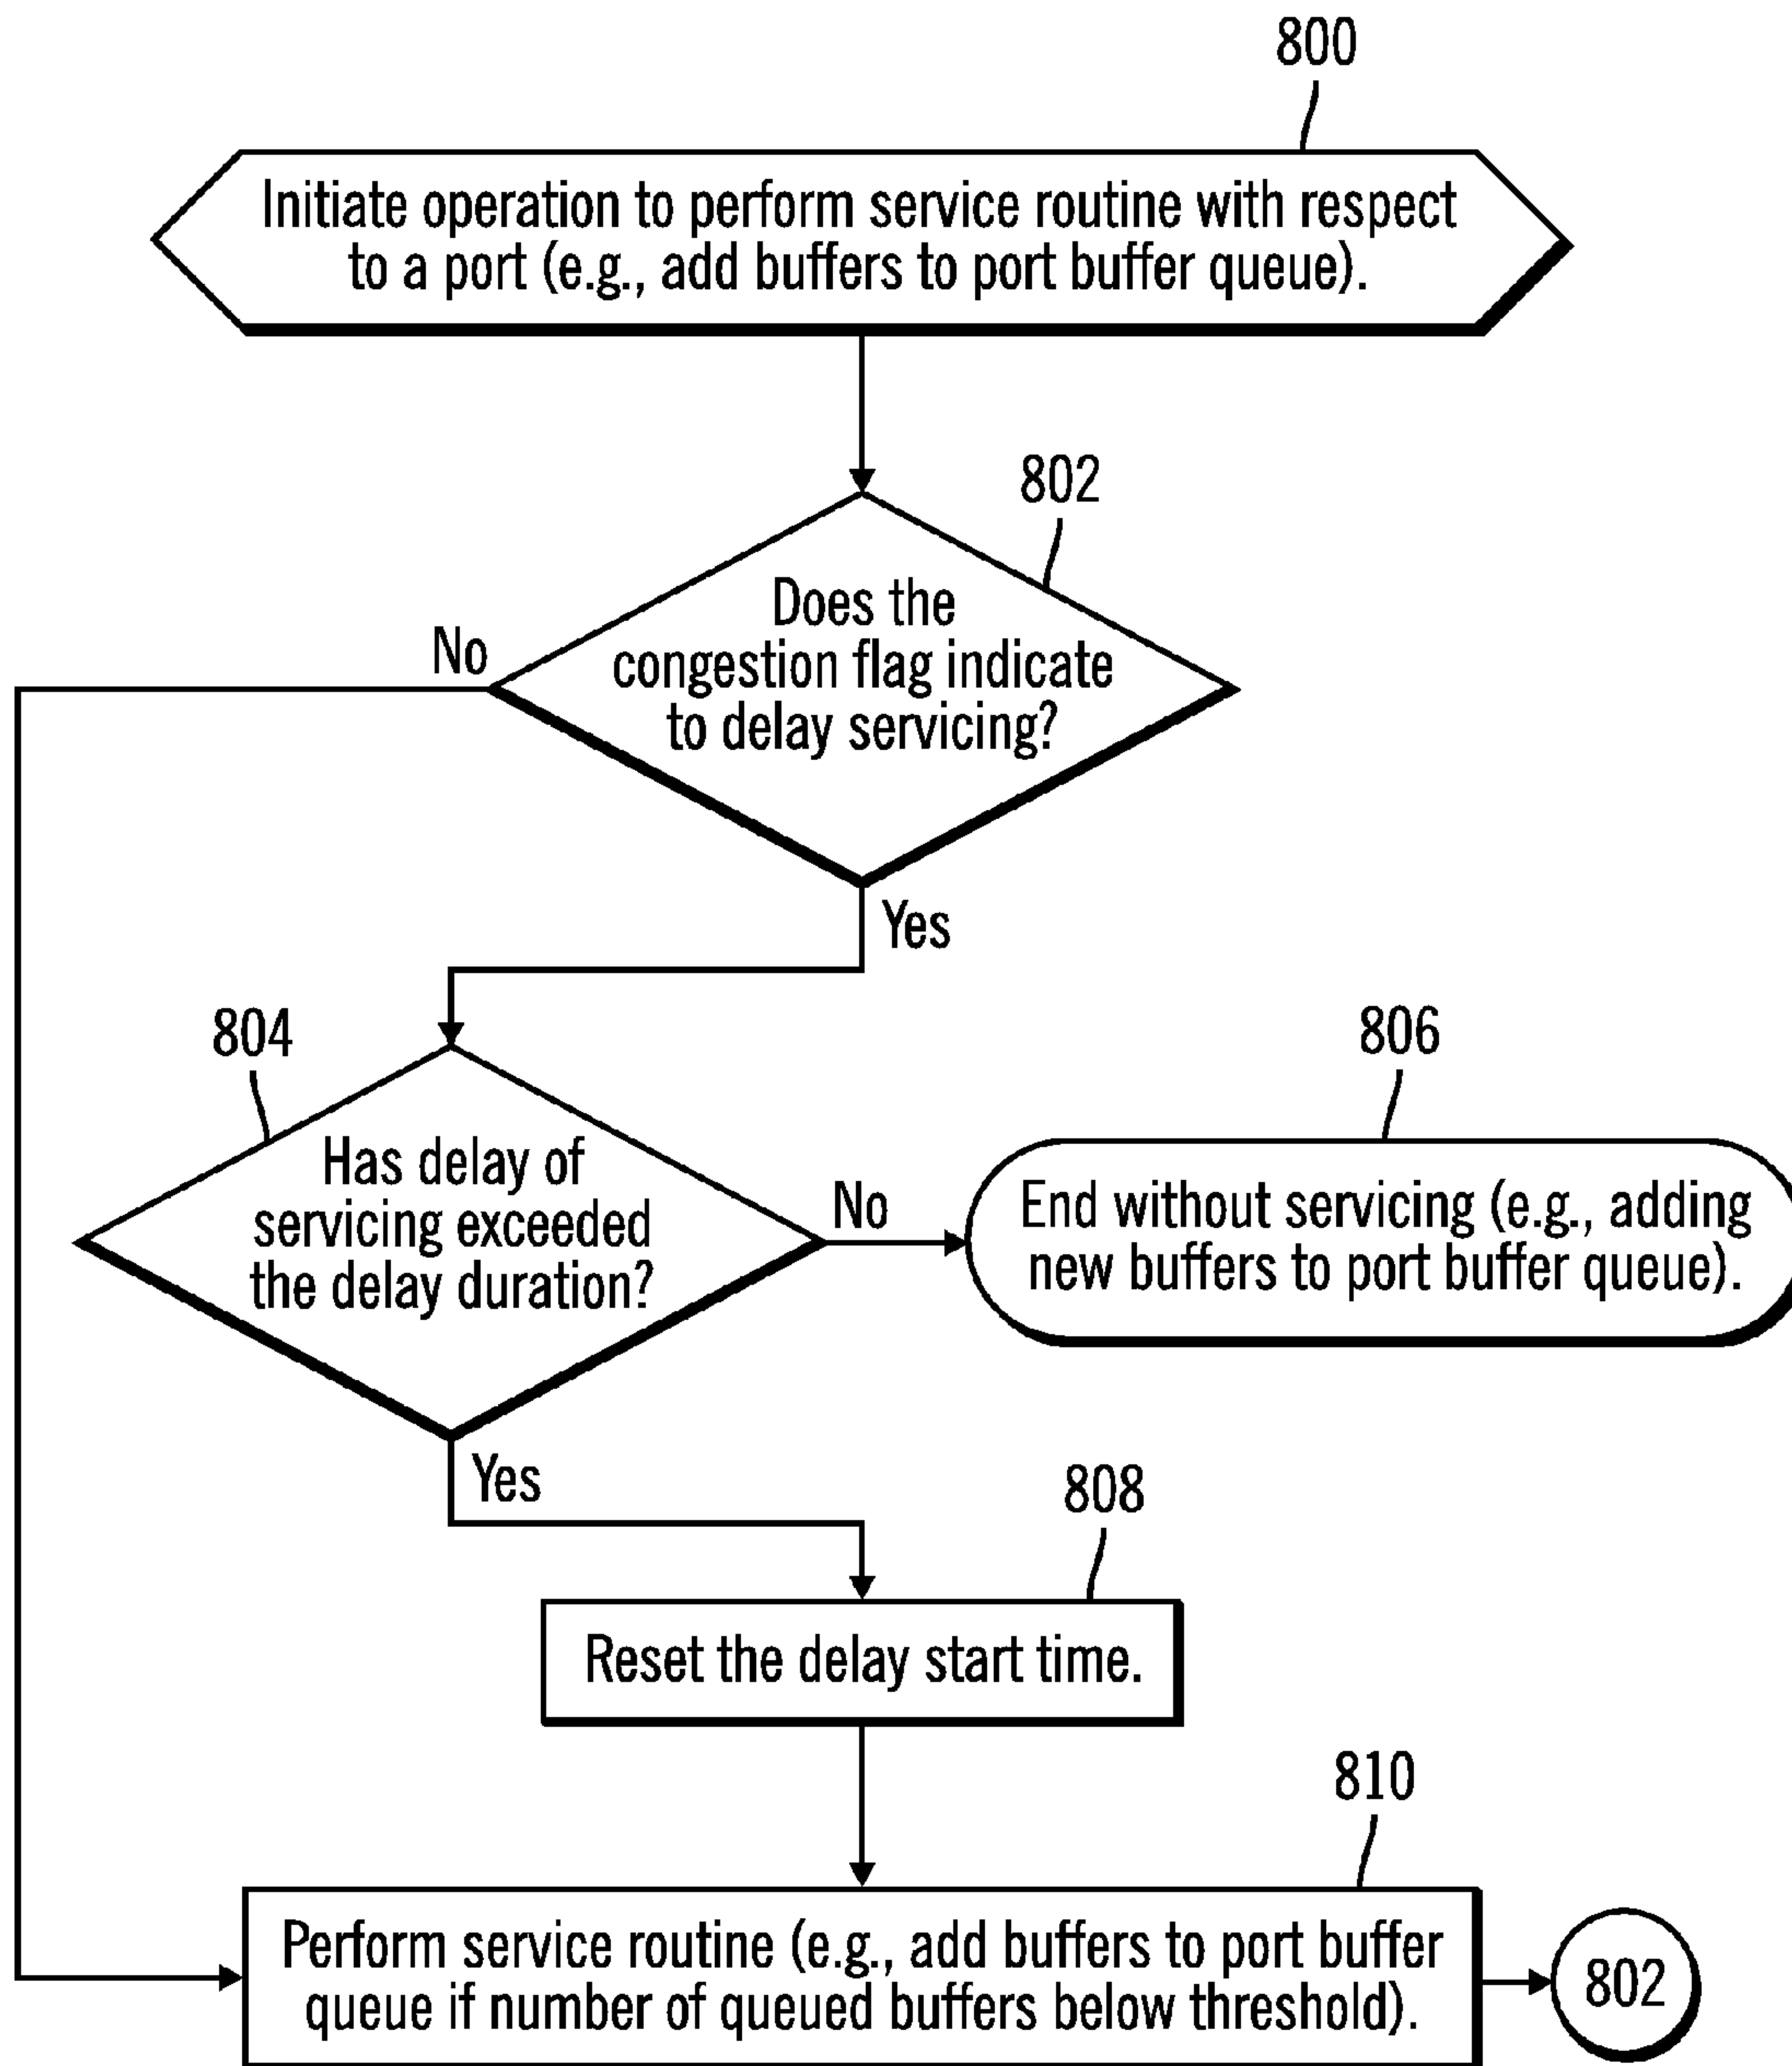 800
Initiate operation to perform service routine with respect
to a port (e.g., add buffers to port buffer queue).
802
Does the
congestion flag indicate
to delay servicing?
No
Yes
804
Has delay of
servicing exceeded
the delay duration?
No
806
End without servicing (e.g., adding
new buffers to port buffer queue).
Yes
808
Reset the delay start time.
810
Perform service routine (e.g., add buffers to port buffer
queue if number of queued buffers below threshold).
802